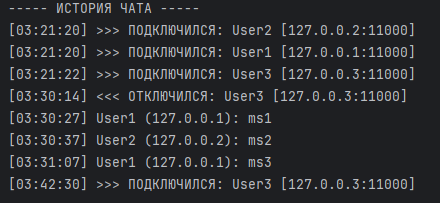 ----- ИСТОРИЯ ЧАТА -----
[03:21:20] >>> ПОДКЛЮЧИЛСЯ: User2 [127.0.0.2:11000]
[03:21:20] >>> ПОДКЛЮЧИЛСЯ: User1 [127.0.0.1:11000]
[03:21:22] >>> ПОДКЛЮЧИЛСЯ: User3 [127.0.0.3:11000]
[03:30:14] <<< ОТКЛЮЧИЛСЯ: User3 [127.0.0.3:11000]
[03:30:27] User1 (127.0.0.1): ms1
[03:30:37] User2 (127.0.0.2): ms2
[03:31:07] User1 (127.0.0.1): ms3
[03:42:30] >>> ПОДКЛЮЧИЛСЯ: User3 [127.0.0.3:11000]